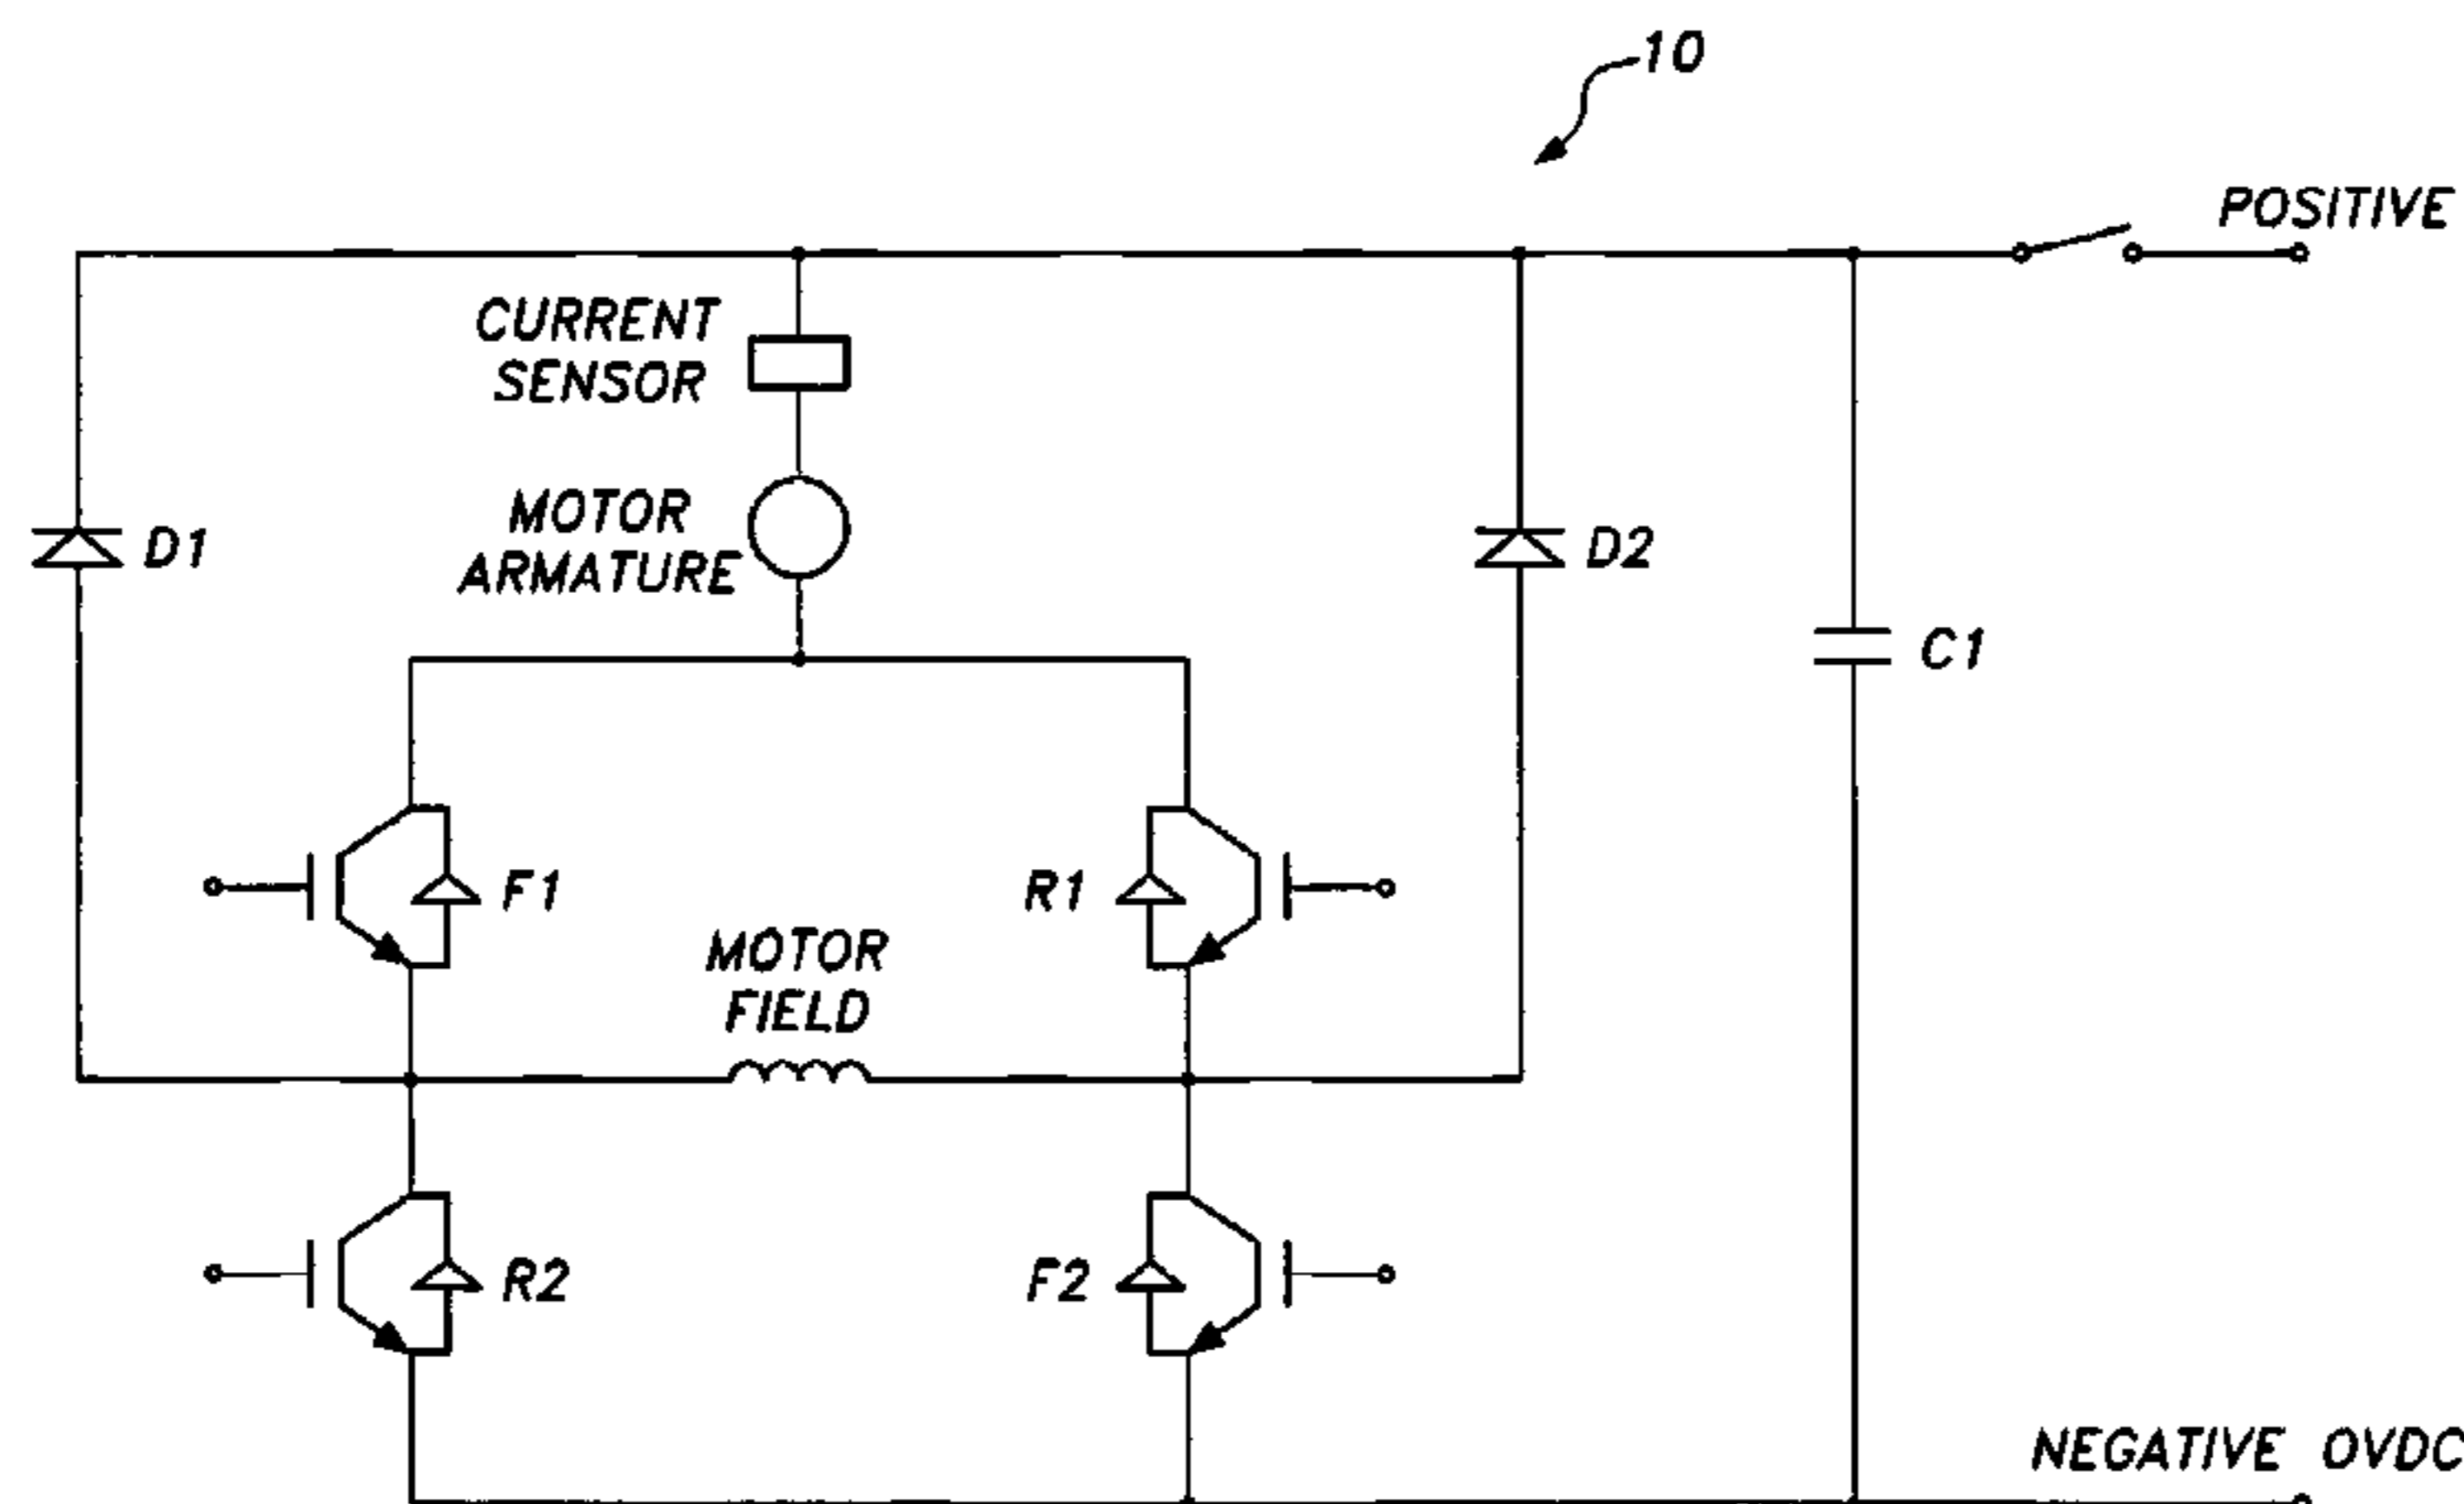 10
POSITIVE
CURRENT
SENSOR
MOTOR
ARMATURE
D1
D2
C1
F1
R1
MOTOR
FIELD
R2
F2
NEGATIVE OVDC